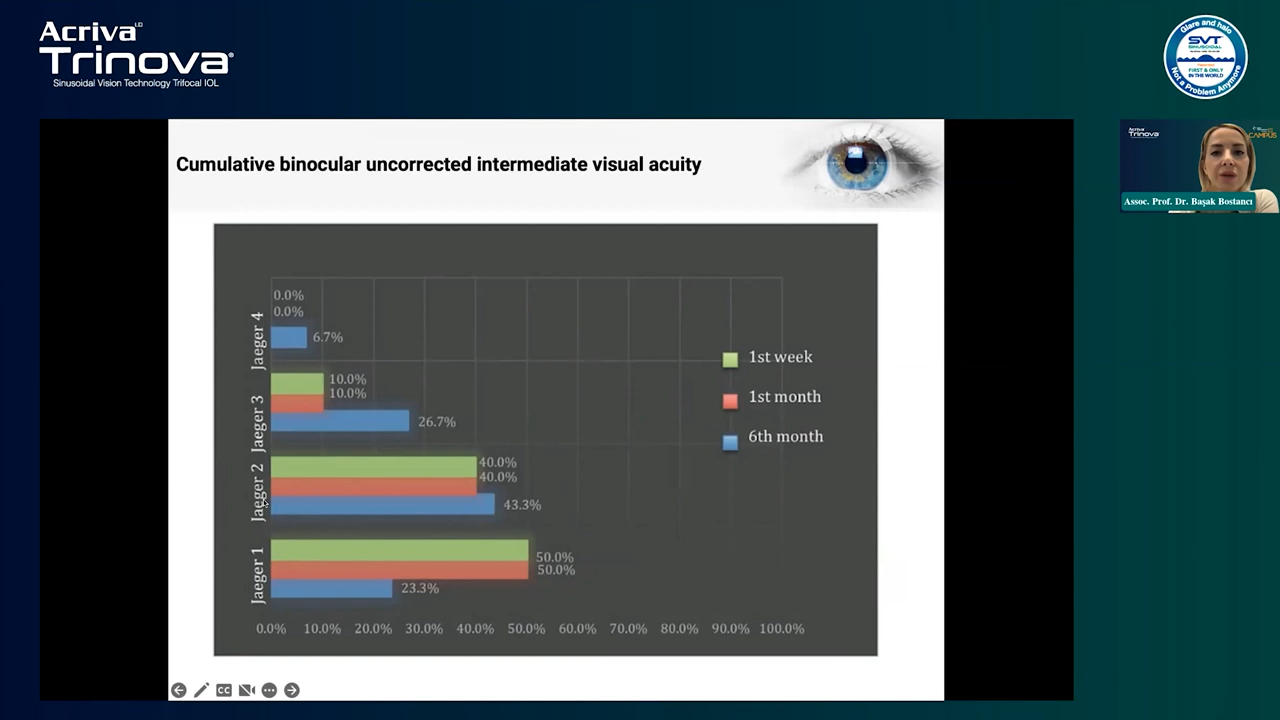 Acriva LD
Trinova®
Sinusoidal Vision Technology Trifocal IOL
Glare and halo
SVT
SINUSOIDAL
FIRST & ONLY
IN THE WORLD
Not a Problem Anymore
Acriva
Trinova
CAMPUS
Assoc. Prof. Dr. Başak Bostancı
Cumulative binocular uncorrected intermediate visual acuity
Jaeger 4
0.0%
0.0%
6.7%
Jaeger 3
10.0%
10.0%
26.7%
Jaeger 2
40.0%
40.0%
43.3%
Jaeger 1
50.0%
50.0%
23.3%
1st week
1st month
6th month
0.0% 10.0% 20.0% 30.0% 40.0% 50.0% 60.0% 70.0% 80.0% 90.0% 100.0%
CC